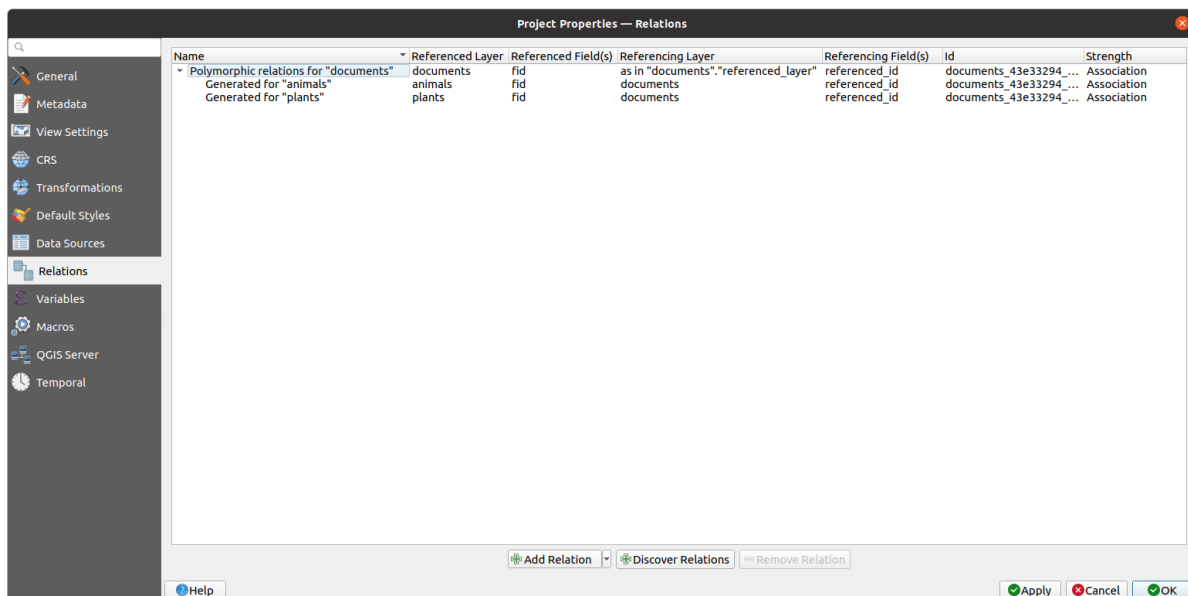 Project Properties — Relations
General
Metadata
View Settings
CRS
Transformations
Default Styles
Data Sources
Relations
Variables
Macros
QGIS Server
Temporal
Name Referenced Layer Referenced Field(s) Referencing Layer Referencing Field(s) Id Strength
Polymorphic relations for "documents" documents fid as in "documents"."referenced_layer" referenced_id documents_43e33294_... Association
Generated for "animals" animals fid documents referenced_id documents_43e33294_... Association
Generated for "plants" plants fid documents referenced_id documents_43e33294_... Association
Add Relation Discover Relations Remove Relation
Help Apply Cancel OK